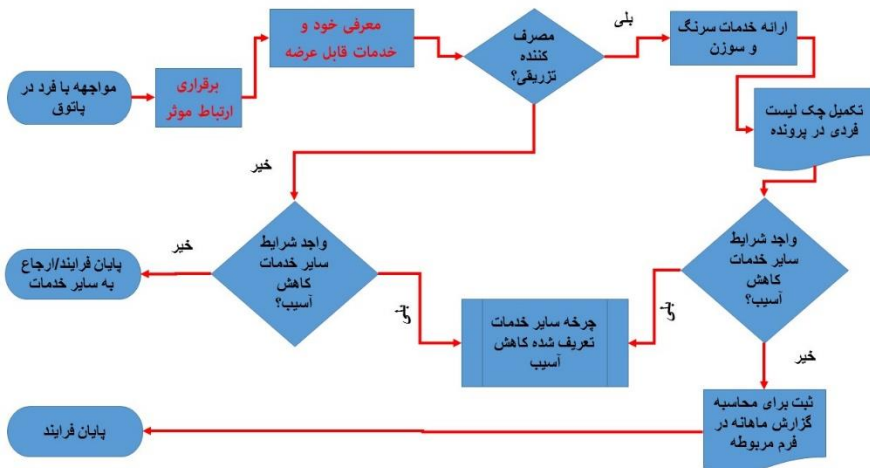 مواجهه با فرد در
پاتوق
برقراری
ارتباط موثر
معرفی خود و
خدمات قابل عرضه
مصرف
کننده
تزریقی؟
بلی
ارائه خدمات سرنگ
و سوزن
تکمیل چک لیست
فردی در پرونده
خیر
واجد شرایط
سایر خدمات
کاهش
آسیب؟
خیر
پایان فرایند/ارجاع
به سایر خدمات
بلی
چرخه سایر خدمات
تعریف شده کاهش
آسیب
بلی
واجد شرایط
سایر خدمات
کاهش
آسیب؟
خیر
ثبت برای محاسبه
گزارش ماهانه در
فرم مربوطه
پایان فرایند